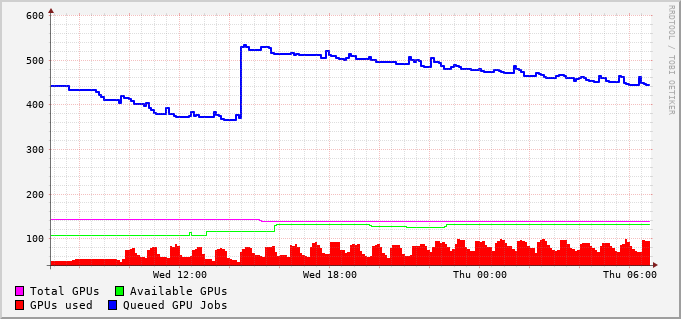 600
500
400
300
200
100
Wed 12:00 Wed 18:00 Thu 00:00 Thu 06:00
Total GPUs Available GPUs
GPUs used Queued GPU Jobs
RRDTOOL / TOBI OETIKER